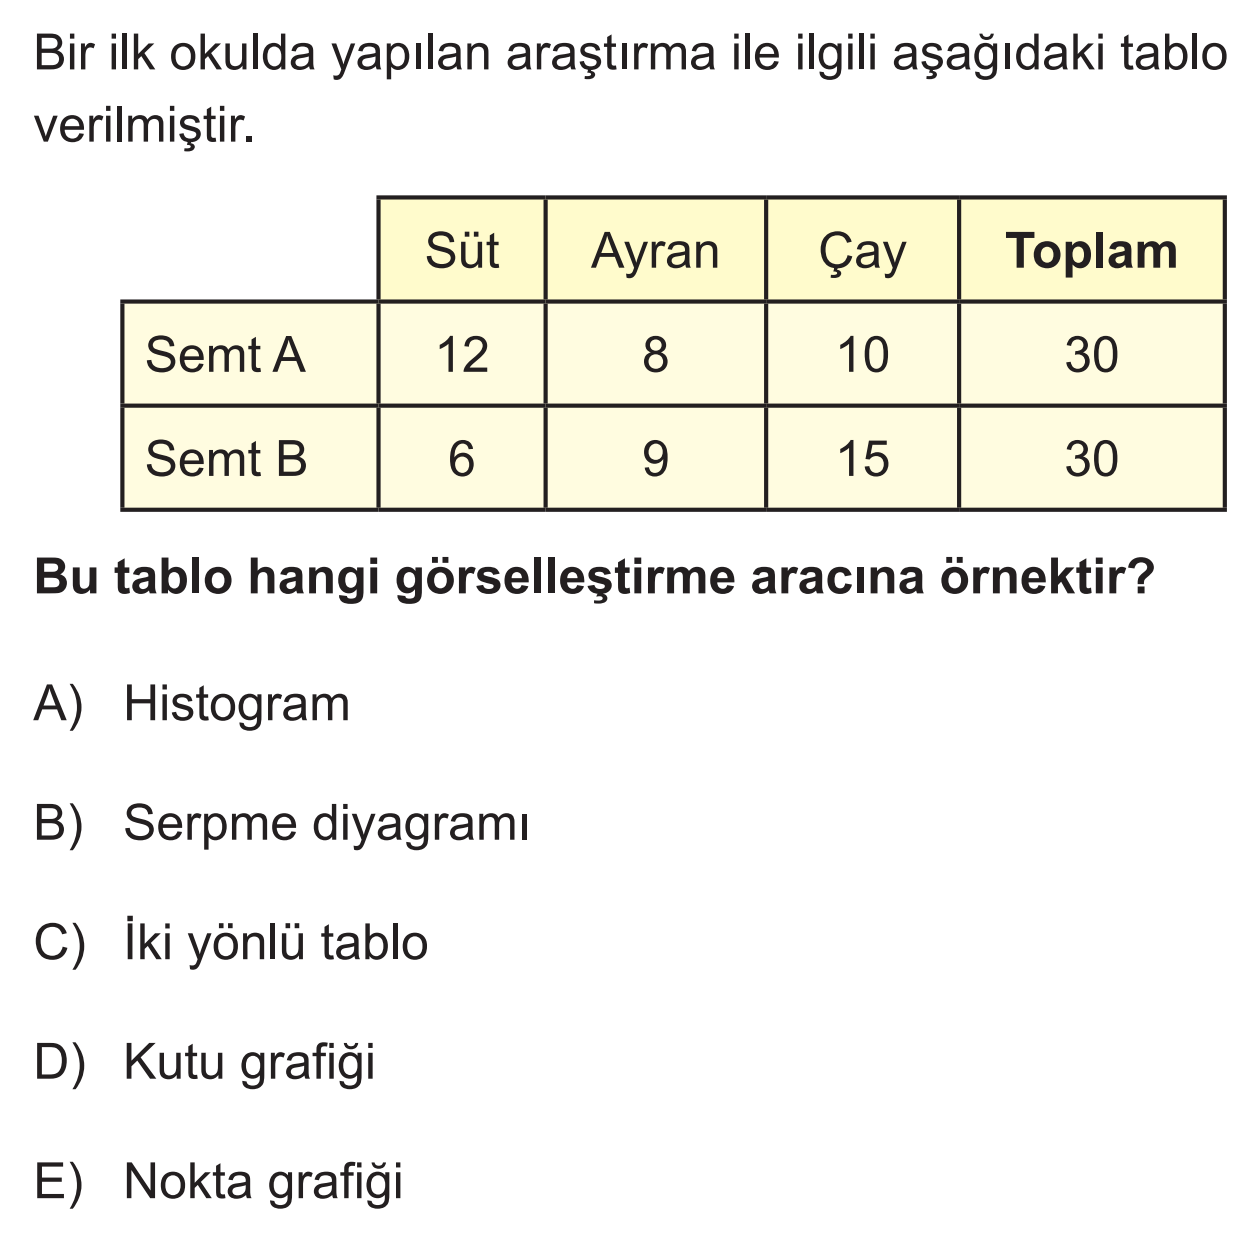 Bir ilk okulda yapılan araştırma ile ilgili aşağıdaki tablo
verilmiştir.
Süt Ayran Çay Toplam
Semt A 12 8 10 30
Semt B 6 9 15 30
Bu tablo hangi görselleştirme aracına örnektir?
A) Histogram
B) Serpme diyagramı
C) İki yönlü tablo
D) Kutu grafiği
E) Nokta grafiği